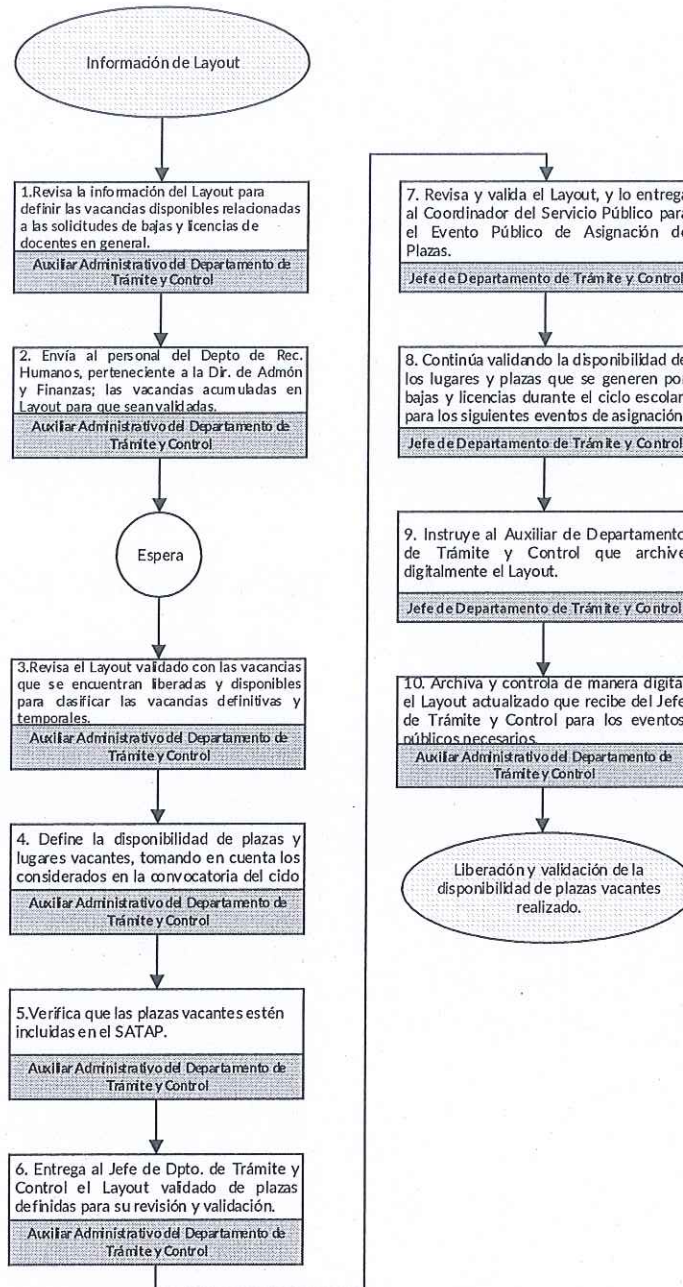 Información de Layout
1.Revisa la información del Layout para
definir las vacancias disponibles relacionadas
a las solicitudes de bajas y licencias de
docentes en general.
Auxiliar Administrativo del Departamento de
Trámite y Control
2. Envía al personal del Depto de Rec.
Humanos, perteneciente a la Dir. de Admón
y Finanzas; las vacancias acumuladas en
Layout para que sean validadas.
Auxiliar Administrativo del Departamento de
Trámite y Control
Espera
3.Revisa el Layout validado con las vacancias
que se encuentran liberadas y disponibles
para clasificar las vacancias definitivas y
temporales.
Auxiliar Administrativo del Departamento de
Trámite y Control
4. Define la disponibilidad de plazas y
lugares vacantes, tomando en cuenta los
considerados en la convocatoria del ciclo
Auxiliar Administrativo del Departamento de
Trámite y Control
5.Verifica que las plazas vacantes estén
incluidas en el SATAP.
Auxiliar Administrativo del Departamento de
Trámite y Control
6. Entrega al Jefe de Dpto. de Trámite y
Control el Layout validado de plazas
definidas para su revisión y validación.
Auxiliar Administrativo del Departamento de
Trámite y Control
7. Revisa y valida el Layout, y lo entrega
al Coordinador del Servicio Público para
el Evento Público de Asignación de
Plazas.
Jefe de Departamento de Trámite y Control
8. Continúa validando la disponibilidad de
los lugares y plazas que se generen por
bajas y licencias durante el ciclo escolar
para los siguientes eventos de asignación
Jefe de Departamento de Trámite y Control
9. Instruye al Auxiliar de Departamento
de Trámite y Control que archive
digitalmente el Layout.
Jefe de Departamento de Trámite y Control
10. Archiva y controla de manera digital
el Layout actualizado que recibe del Jefe
de Trámite y Control para los eventos
públicos necesarios
Auxiliar Administrativo del Departamento de
Trámite y Control
Liberación y validación de la
disponibilidad de plazas vacantes
realizado.